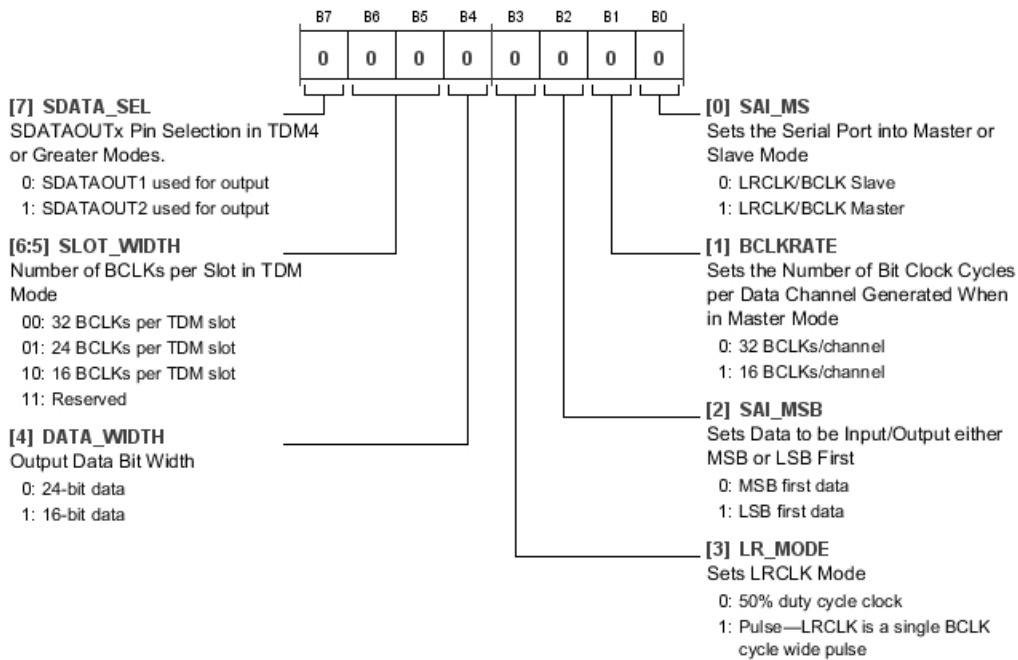 B7 B6 B5 B4 B3 B2 B1 B0
0 0 0 0 0 0 0 0
[7] SDATA_SEL
SDATAOUTx Pin Selection in TDM4
or Greater Modes.
0: SDATAOUT1 used for output
1: SDATAOUT2 used for output
[6:5] SLOT_WIDTH
Number of BCLKs per Slot in TDM
Mode
00: 32 BCLKs per TDM slot
01: 24 BCLKs per TDM slot
10: 16 BCLKs per TDM slot
11: Reserved
[4] DATA_WIDTH
Output Data Bit Width
0: 24-bit data
1: 16-bit data
[0] SAI_MS
Sets the Serial Port into Master or
Slave Mode
0: LRCLK/BCLK Slave
1: LRCLK/BCLK Master
[1] BCLKRATE
Sets the Number of Bit Clock Cycles
per Data Channel Generated When
in Master Mode
0: 32 BCLKs/channel
1: 16 BCLKs/channel
[2] SAI_MSB
Sets Data to be Input/Output either
MSB or LSB First
0: MSB first data
1: LSB first data
[3] LR_MODE
Sets LRCLK Mode
0: 50% duty cycle clock
1: Pulse—LRCLK is a single BCLK
cycle wide pulse